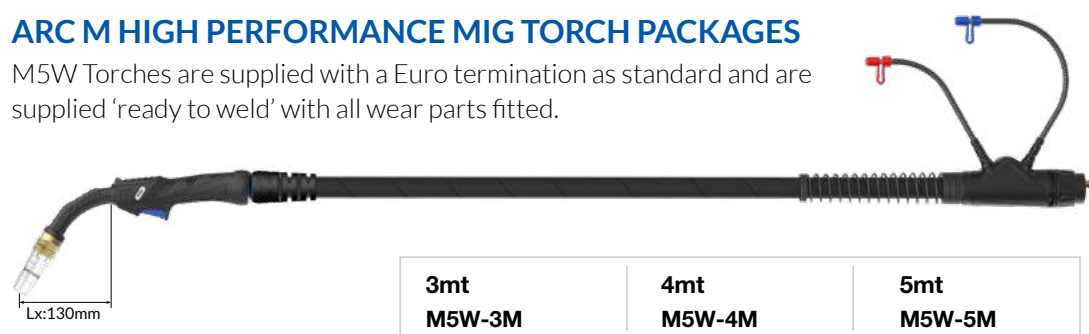 ARC M HIGH PERFORMANCE MIG TORCH PACKAGES
M5W Torches are supplied with a Euro termination as standard and are
supplied ‘ready to weld’ with all wear parts fitted.
Lx:130mm
3mt 4mt 5mt
M5W-3M M5W-4M M5W-5M